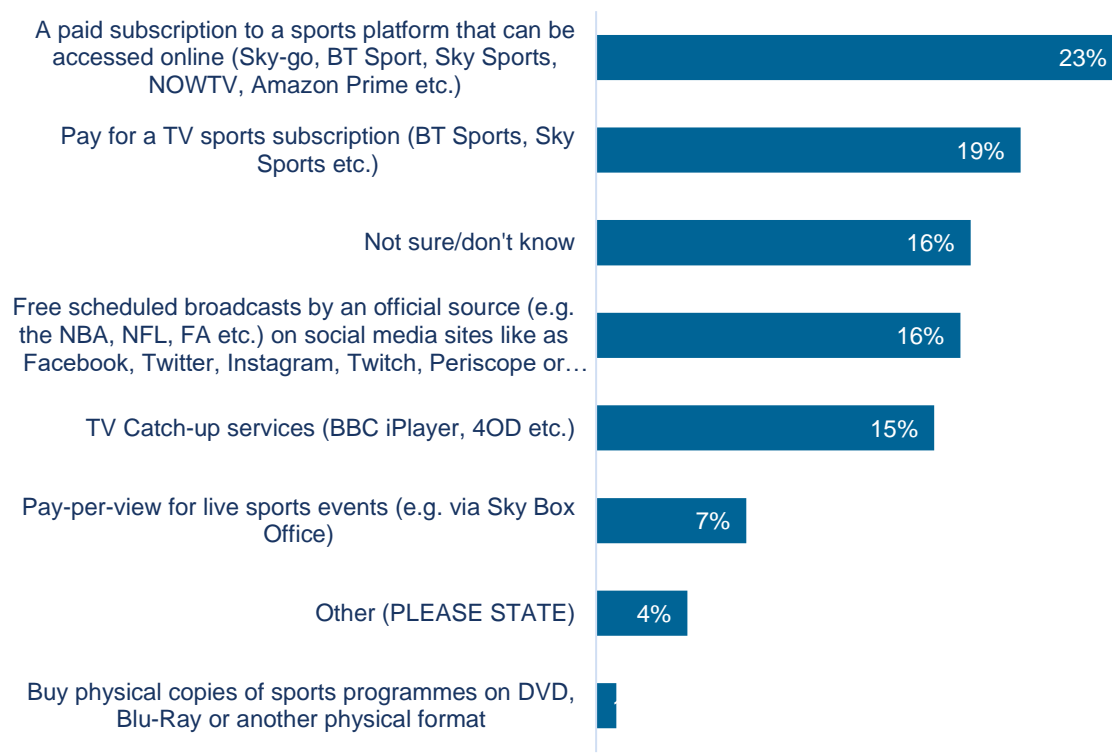 A paid subscription to a sports platform that can be
accessed online (Sky-go, BT Sport, Sky Sports,
NOWTV, Amazon Prime etc.)
23%
Pay for a TV sports subscription (BT Sports, Sky
Sports etc.)
19%
Not sure/don't know
16%
Free scheduled broadcasts by an official source (e.g.
the NBA, NFL, FA etc.) on social media sites like as
Facebook, Twitter, Instagram, Twitch, Periscope or…
16%
TV Catch-up services (BBC iPlayer, 4OD etc.)
15%
Pay-per-view for live sports events (e.g. via Sky Box
Office)
7%
Other (PLEASE STATE)
4%
Buy physical copies of sports programmes on DVD,
Blu-Ray or another physical format